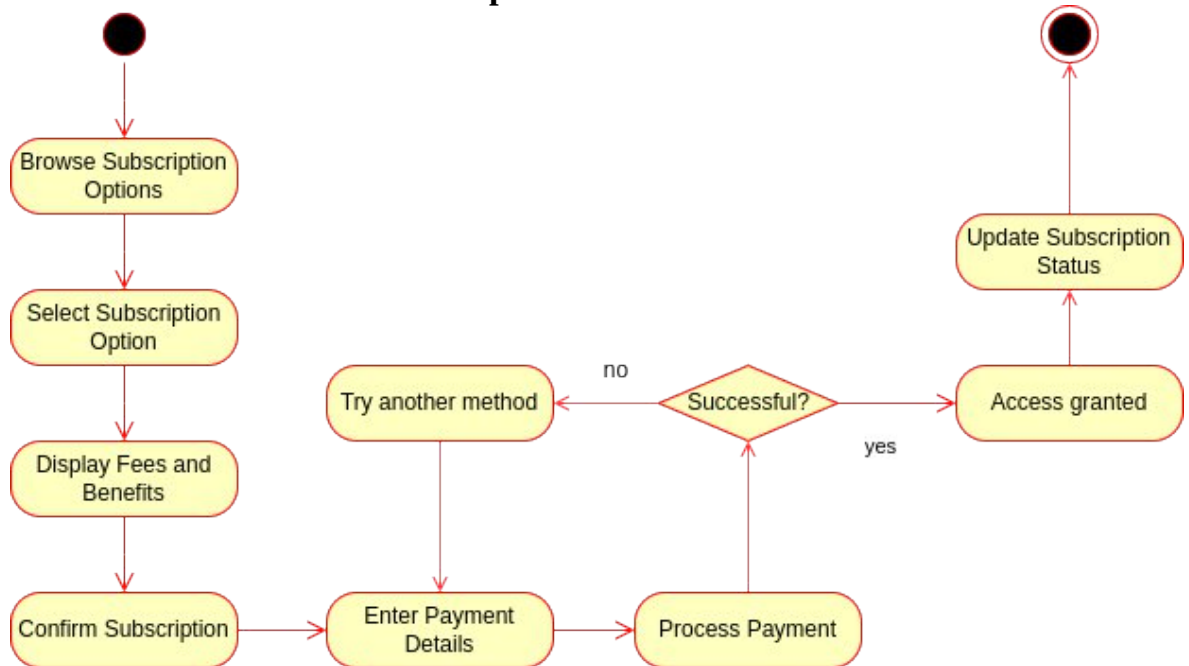 Browse Subscription
Options
Select Subscription
Option
Display Fees and
Benefits
Confirm Subscription
Enter Payment
Details
Process Payment
Successful?
no
Try another method
yes
Access granted
Update Subscription
Status